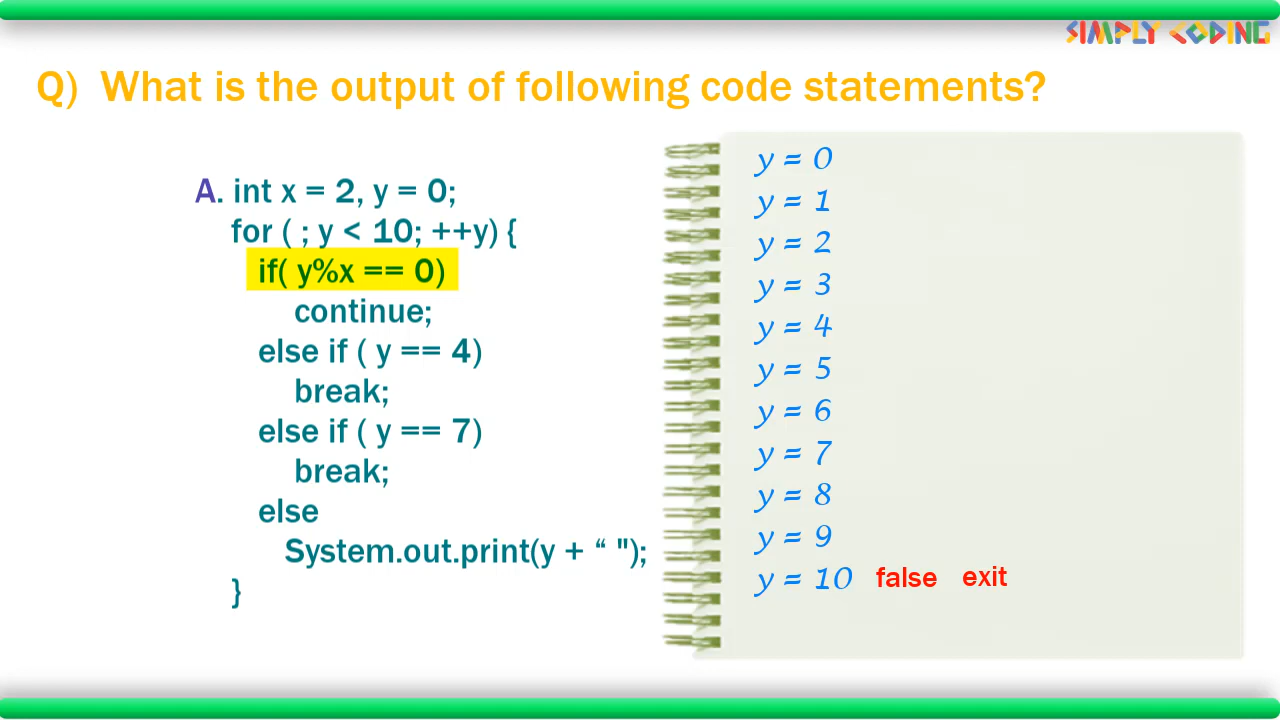 SIMPLY CODING
Q) What is the output of following code statements?
A. int x = 2, y = 0;
for ( ; y < 10; ++y) {
if( y%x == 0)
continue;
else if ( y == 4)
break;
else if ( y == 7)
break;
else
System.out.print(y + “ ");
}
y = 0
y = 1
y = 2
y = 3
y = 4
y = 5
y = 6
y = 7
y = 8
y = 9
y = 10 false exit